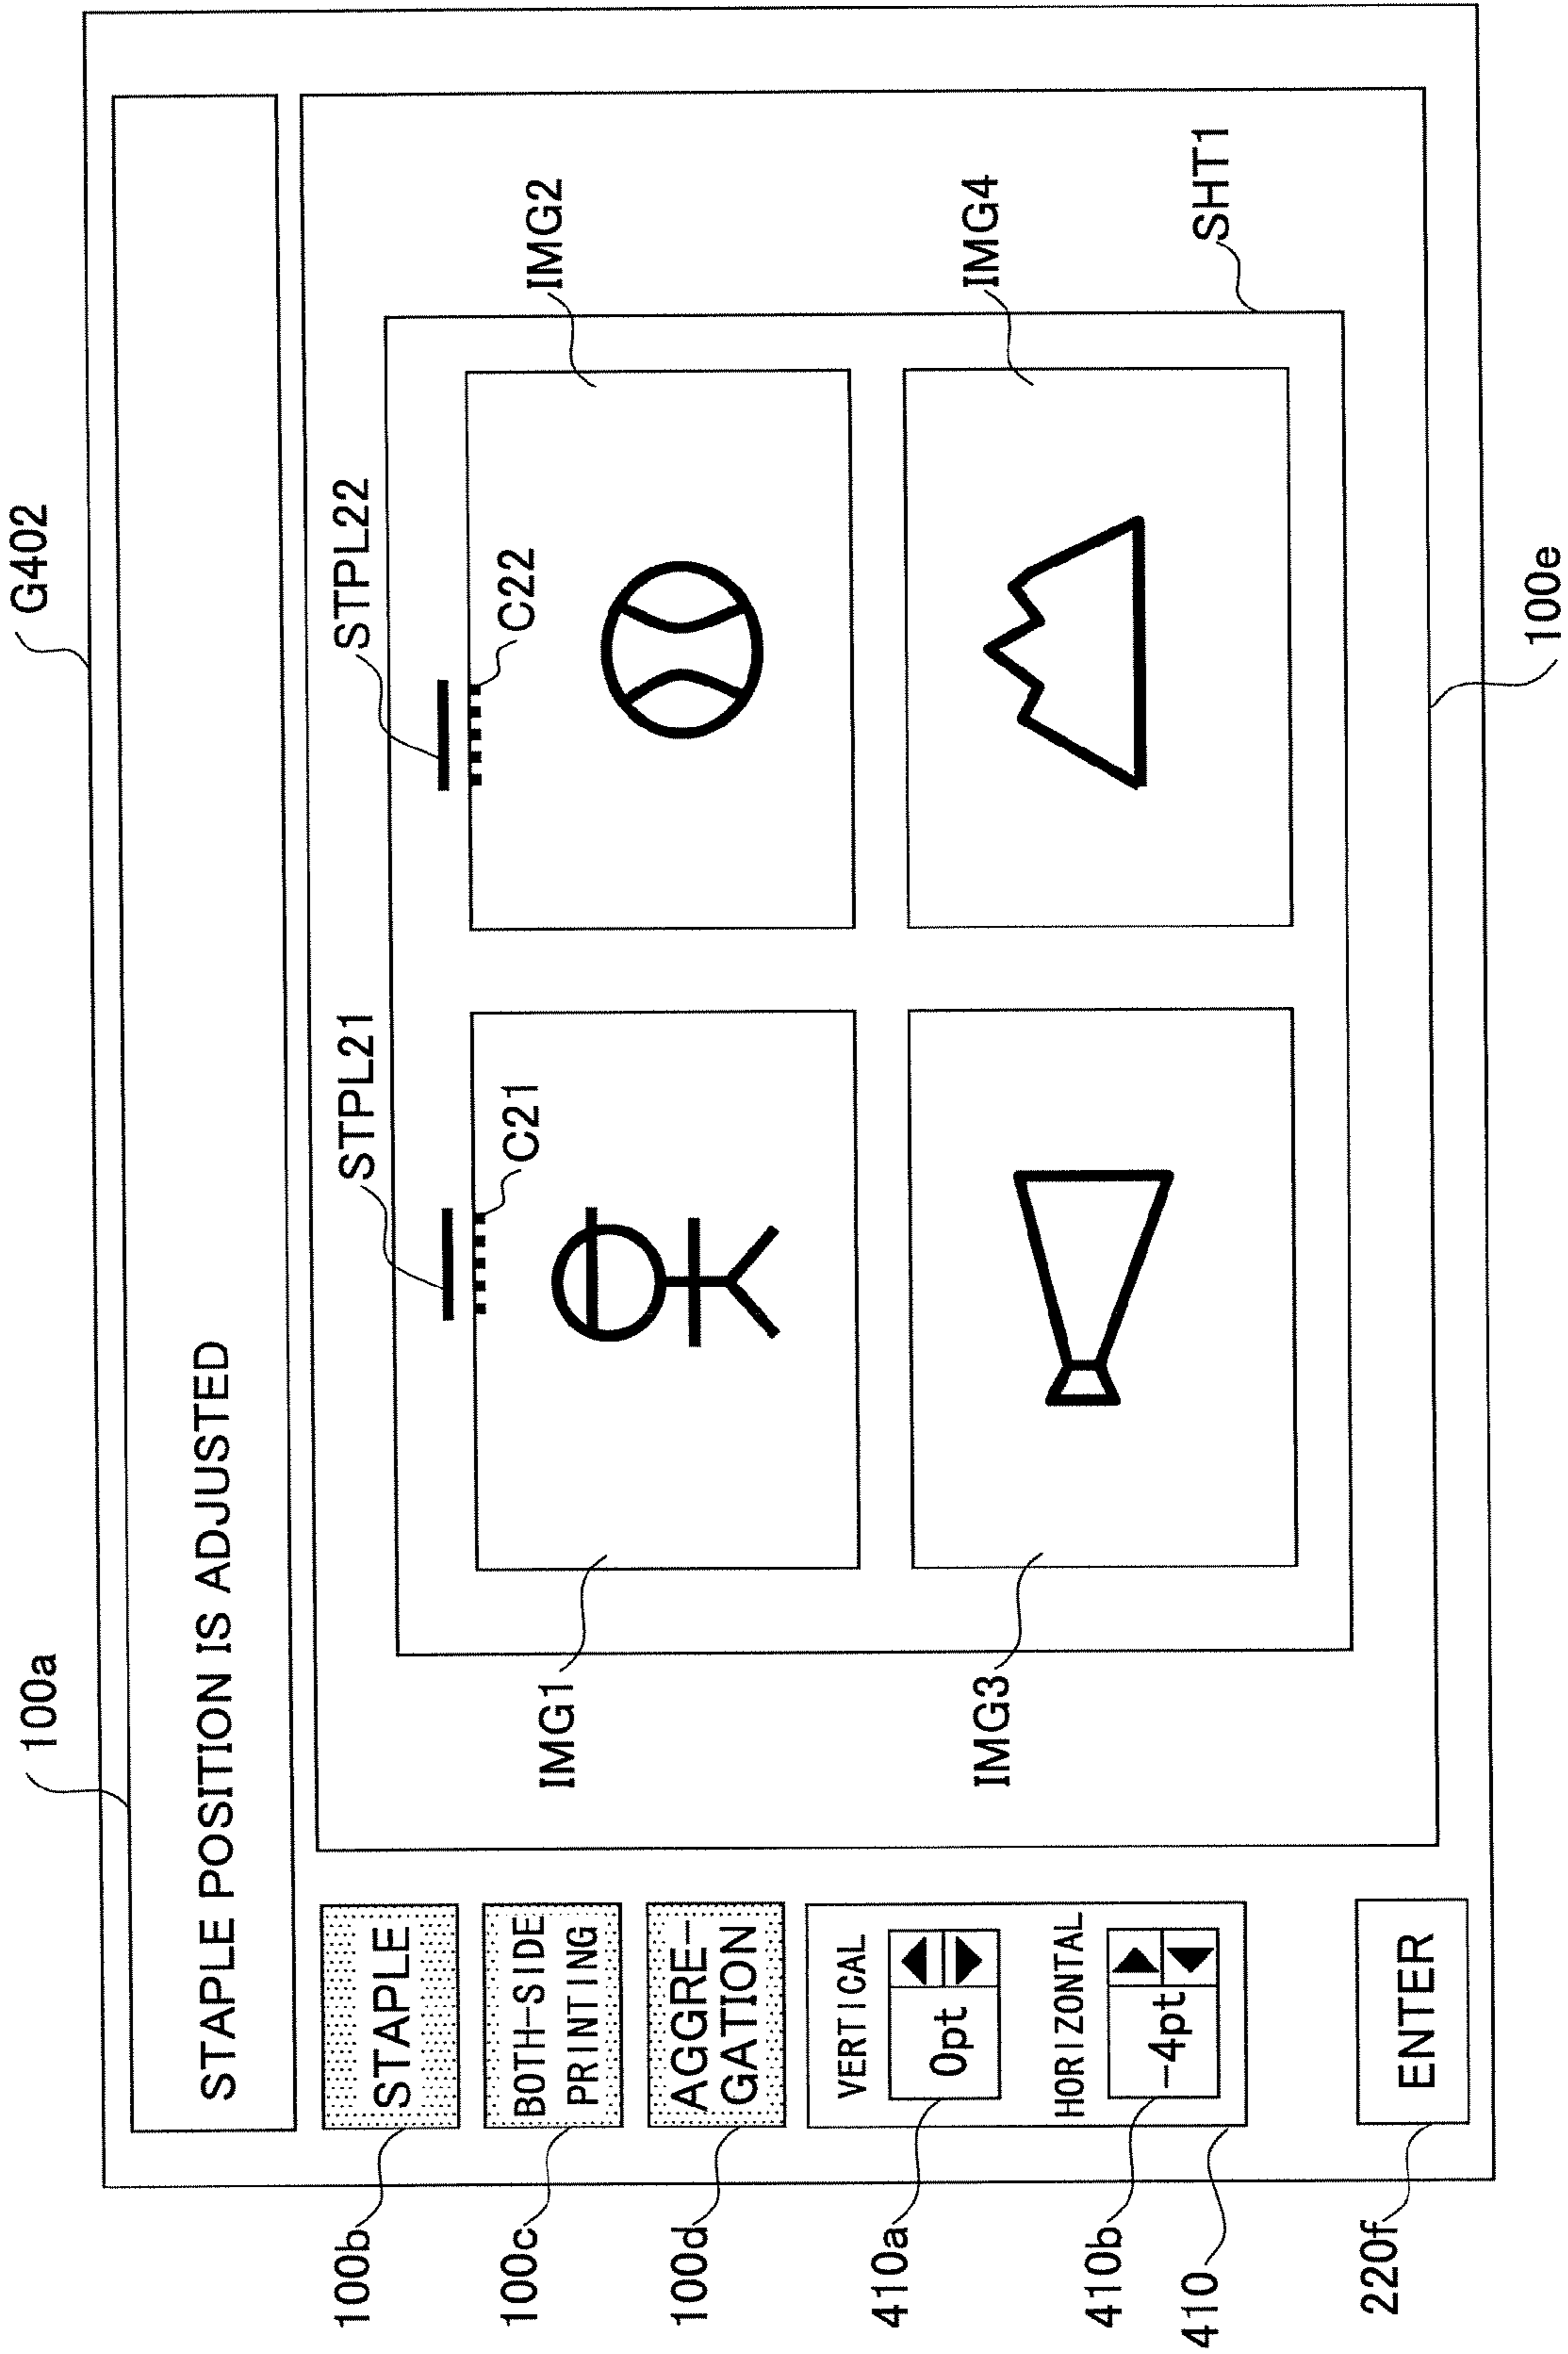 G402
100a
STAPLE POSITION IS ADJUSTED
100b
STAPLE
100c
BOTH-SIDE
PRINTING
100d
AGGRE-
GATION
410a
VERTICAL
0pt
410b
HORIZONTAL
-4pt
410
220f
ENTER
STPL21
C21
STPL22
C22
IMG1
IMG2
IMG3
IMG4
SHT1
100e